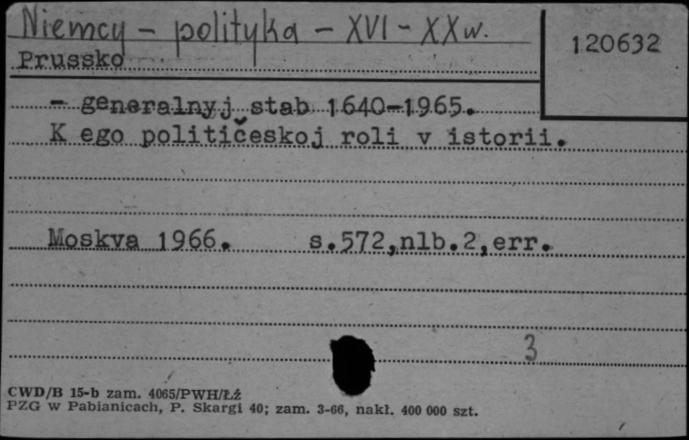 Niemcy - polityka - XVI - XX w.
120632
Prussko
- generalnyj stab 1640-1965.
K ego političeskoj roli v istorii.
Moskva 1966. s.572,nlb.2,err.
3
CWD/B 15-b zam. 4065/PWH/Łź
PZG w Pabianicach, P. Skargi 40; zam. 3-66, nakł. 400 000 szt.